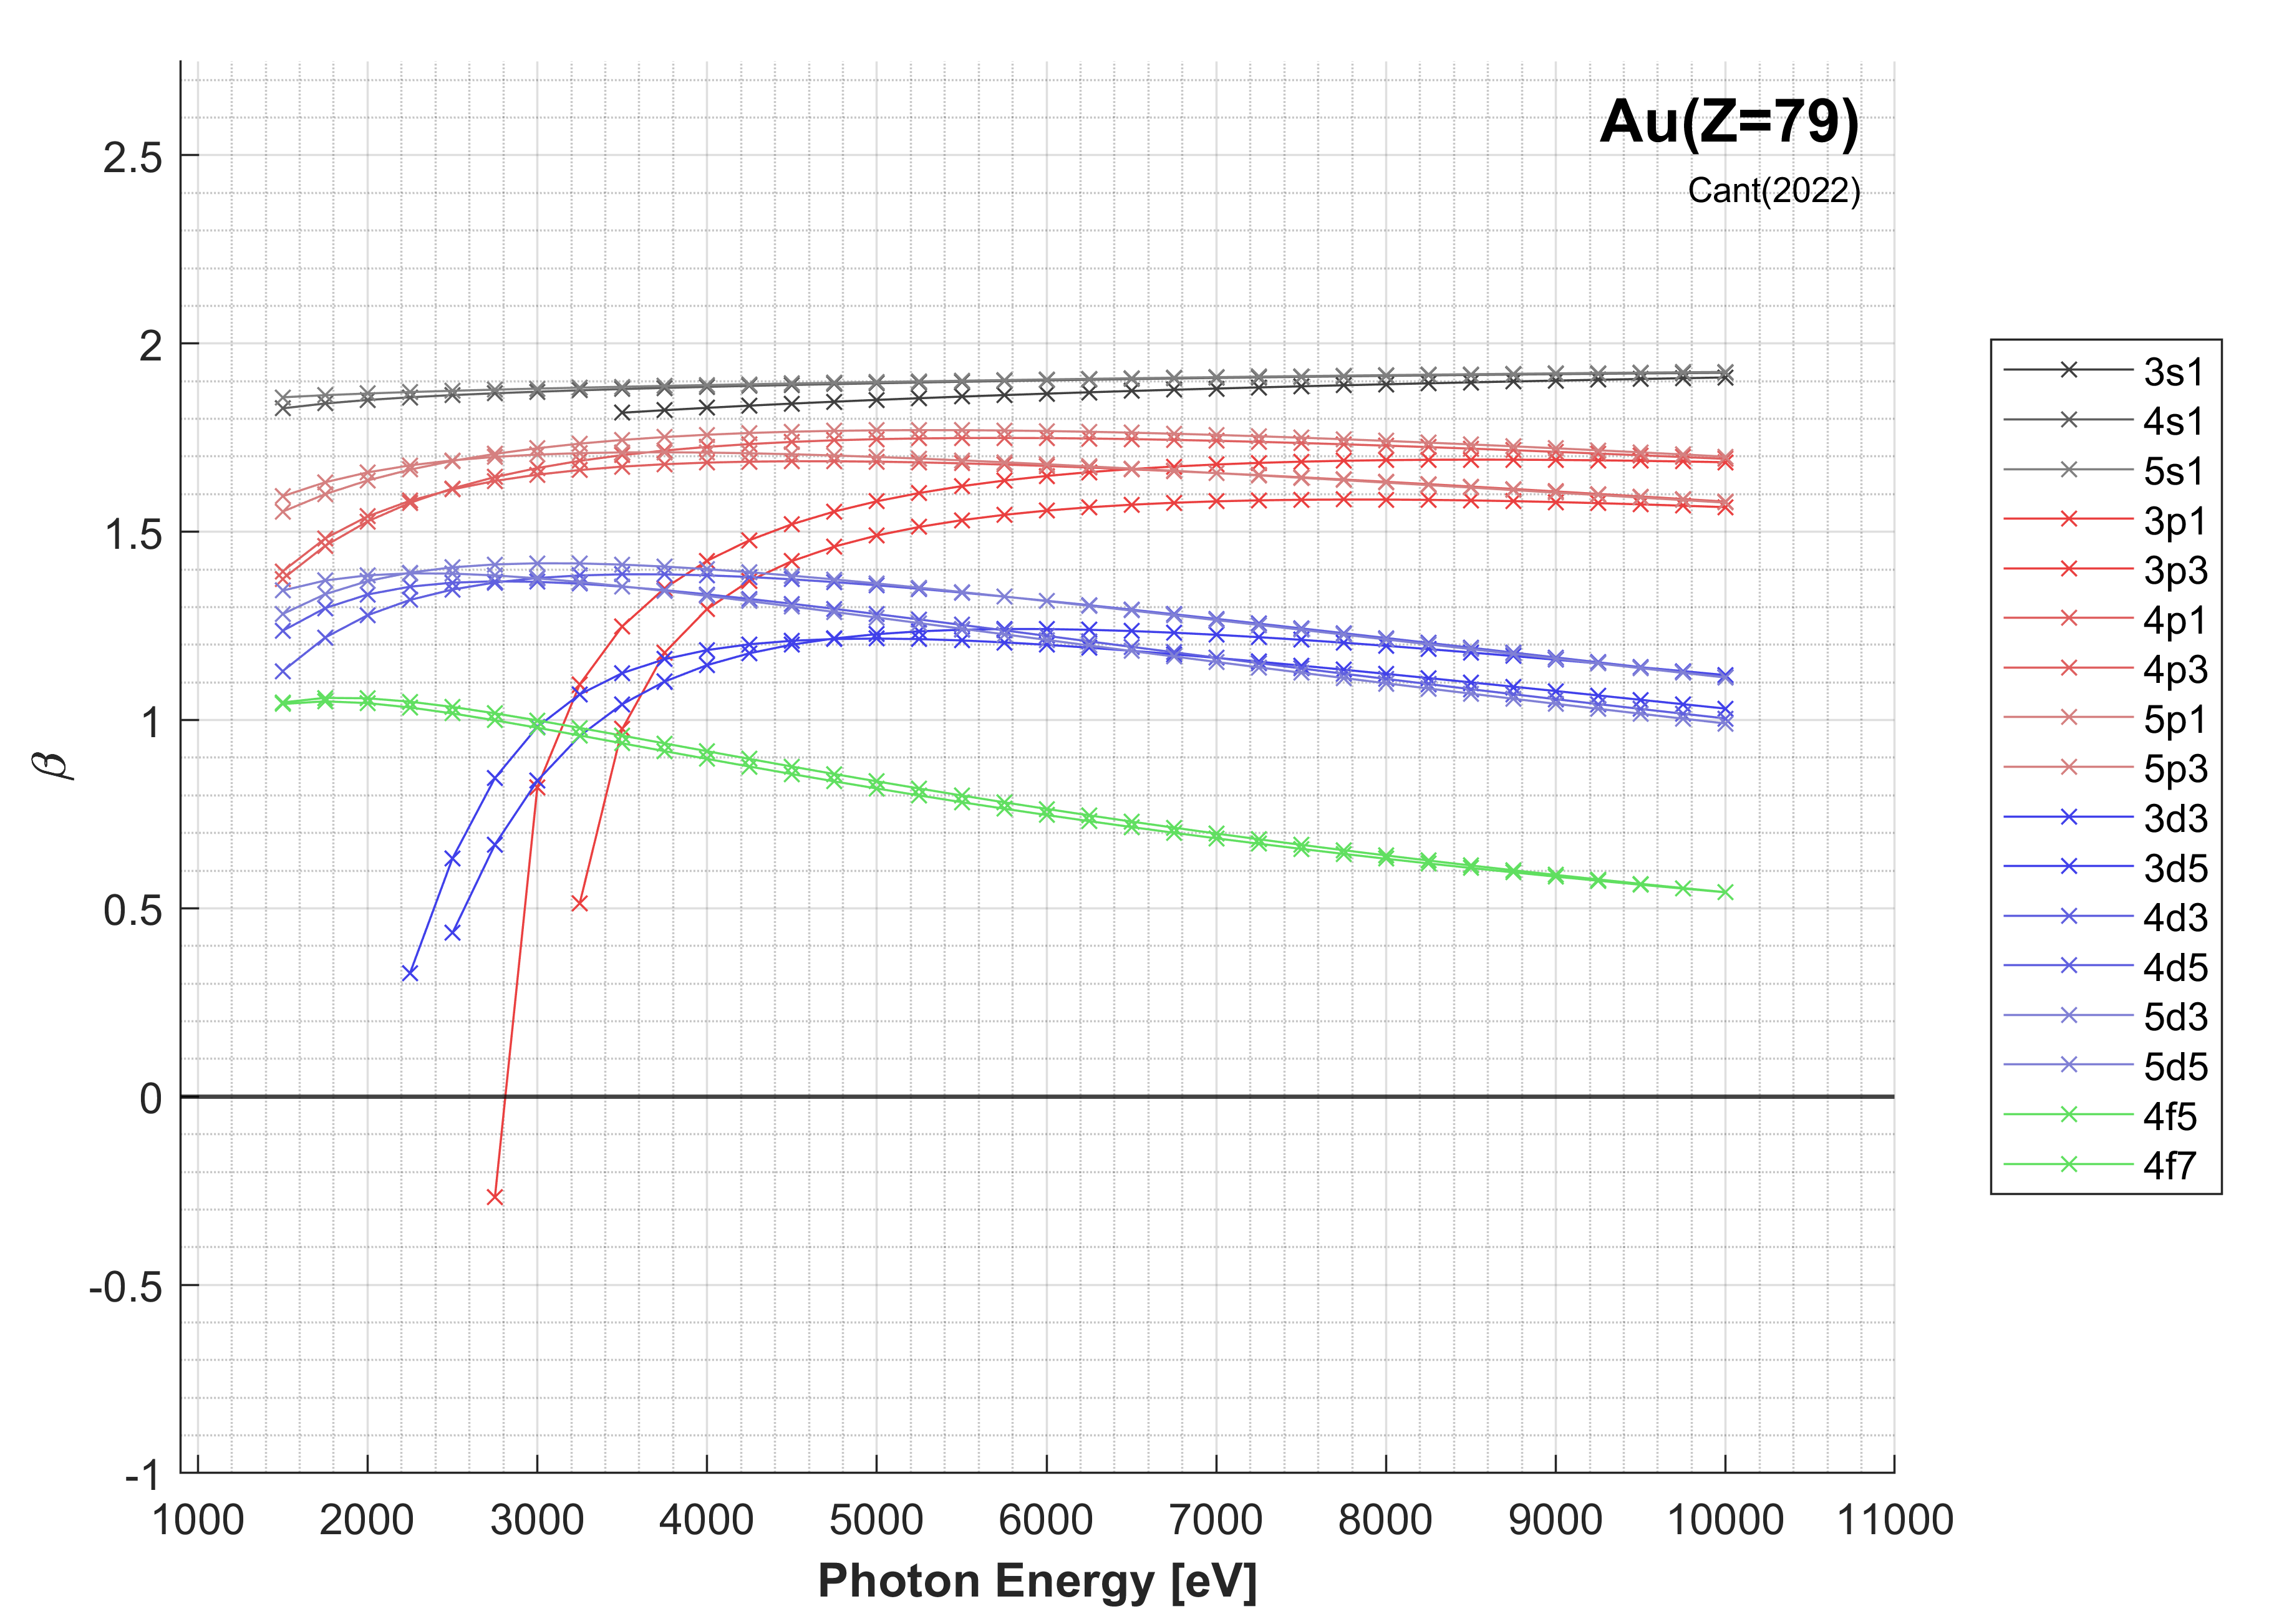 Au(Z=79)
Cant(2022)
2.5
2
1.5
1
0.5
0
-0.5
-1
β
1000 2000 3000 4000 5000 6000 7000 8000 9000 10000 11000
Photon Energy [eV]
3s1
4s1
5s1
3p1
3p3
4p1
4p3
5p1
5p3
3d3
3d5
4d3
4d5
5d3
5d5
4f5
4f7